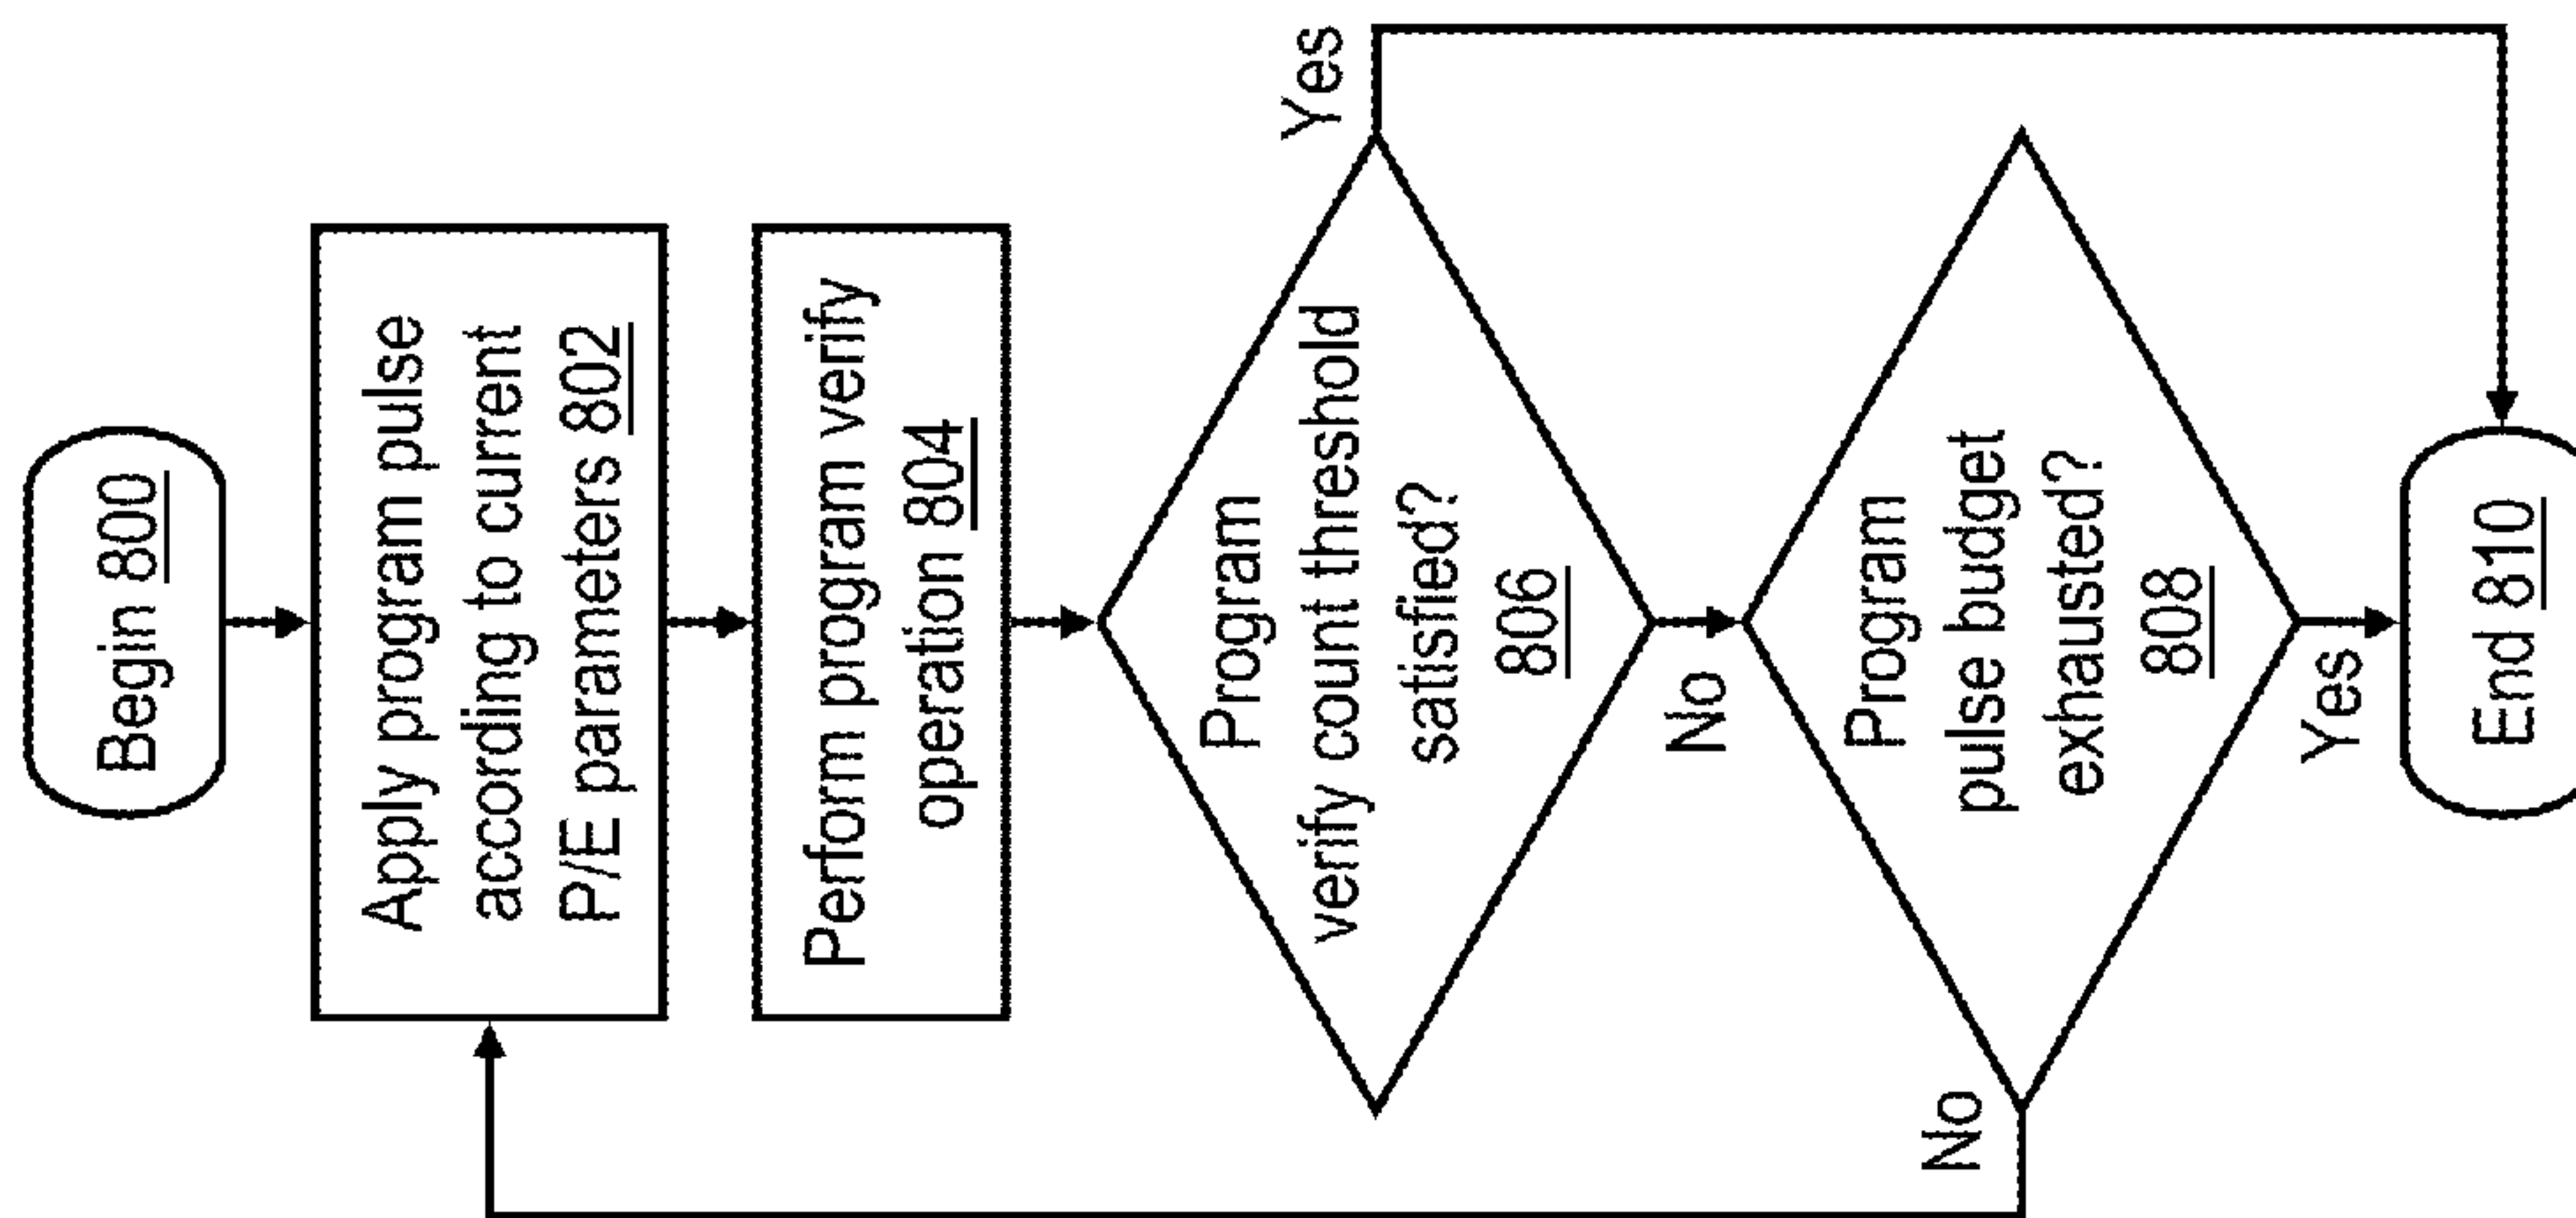 Begin 800
Apply program pulse
according to current
P/E parameters 802
Perform program verify
operation 804
Program
verify count threshold
satisfied?
806
Yes
No
Program
pulse budget
exhausted?
808
No
Yes
End 810